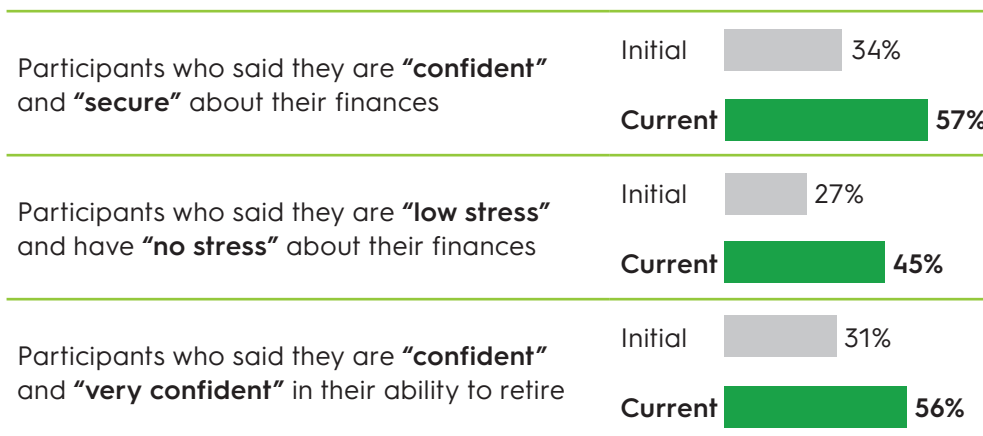 Participants who said they are “confident”
and “secure” about their finances
Initial 34%
Current 57%
Participants who said they are “low stress”
and have “no stress” about their finances
Initial 27%
Current 45%
Participants who said they are “confident”
and “very confident” in their ability to retire
Initial 31%
Current 56%